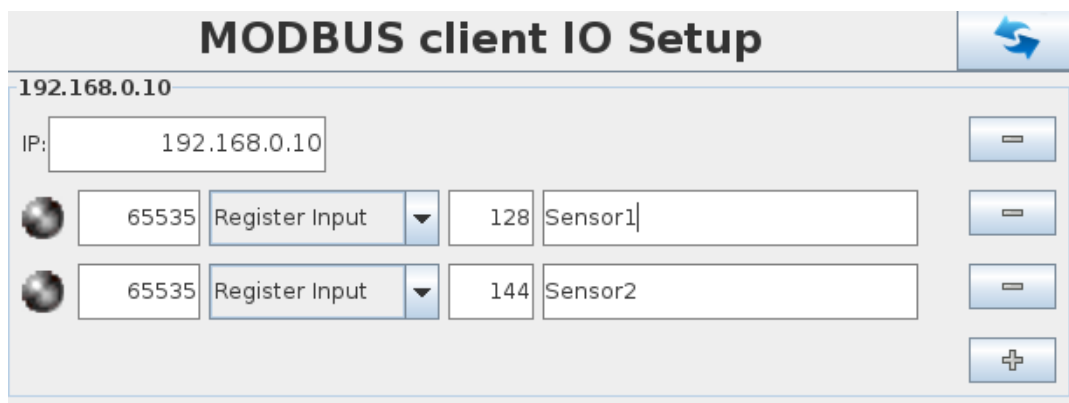 MODBUS client IO Setup
192.168.0.10
IP: 192.168.0.10
65535 Register Input 128 Sensor1
65535 Register Input 144 Sensor2